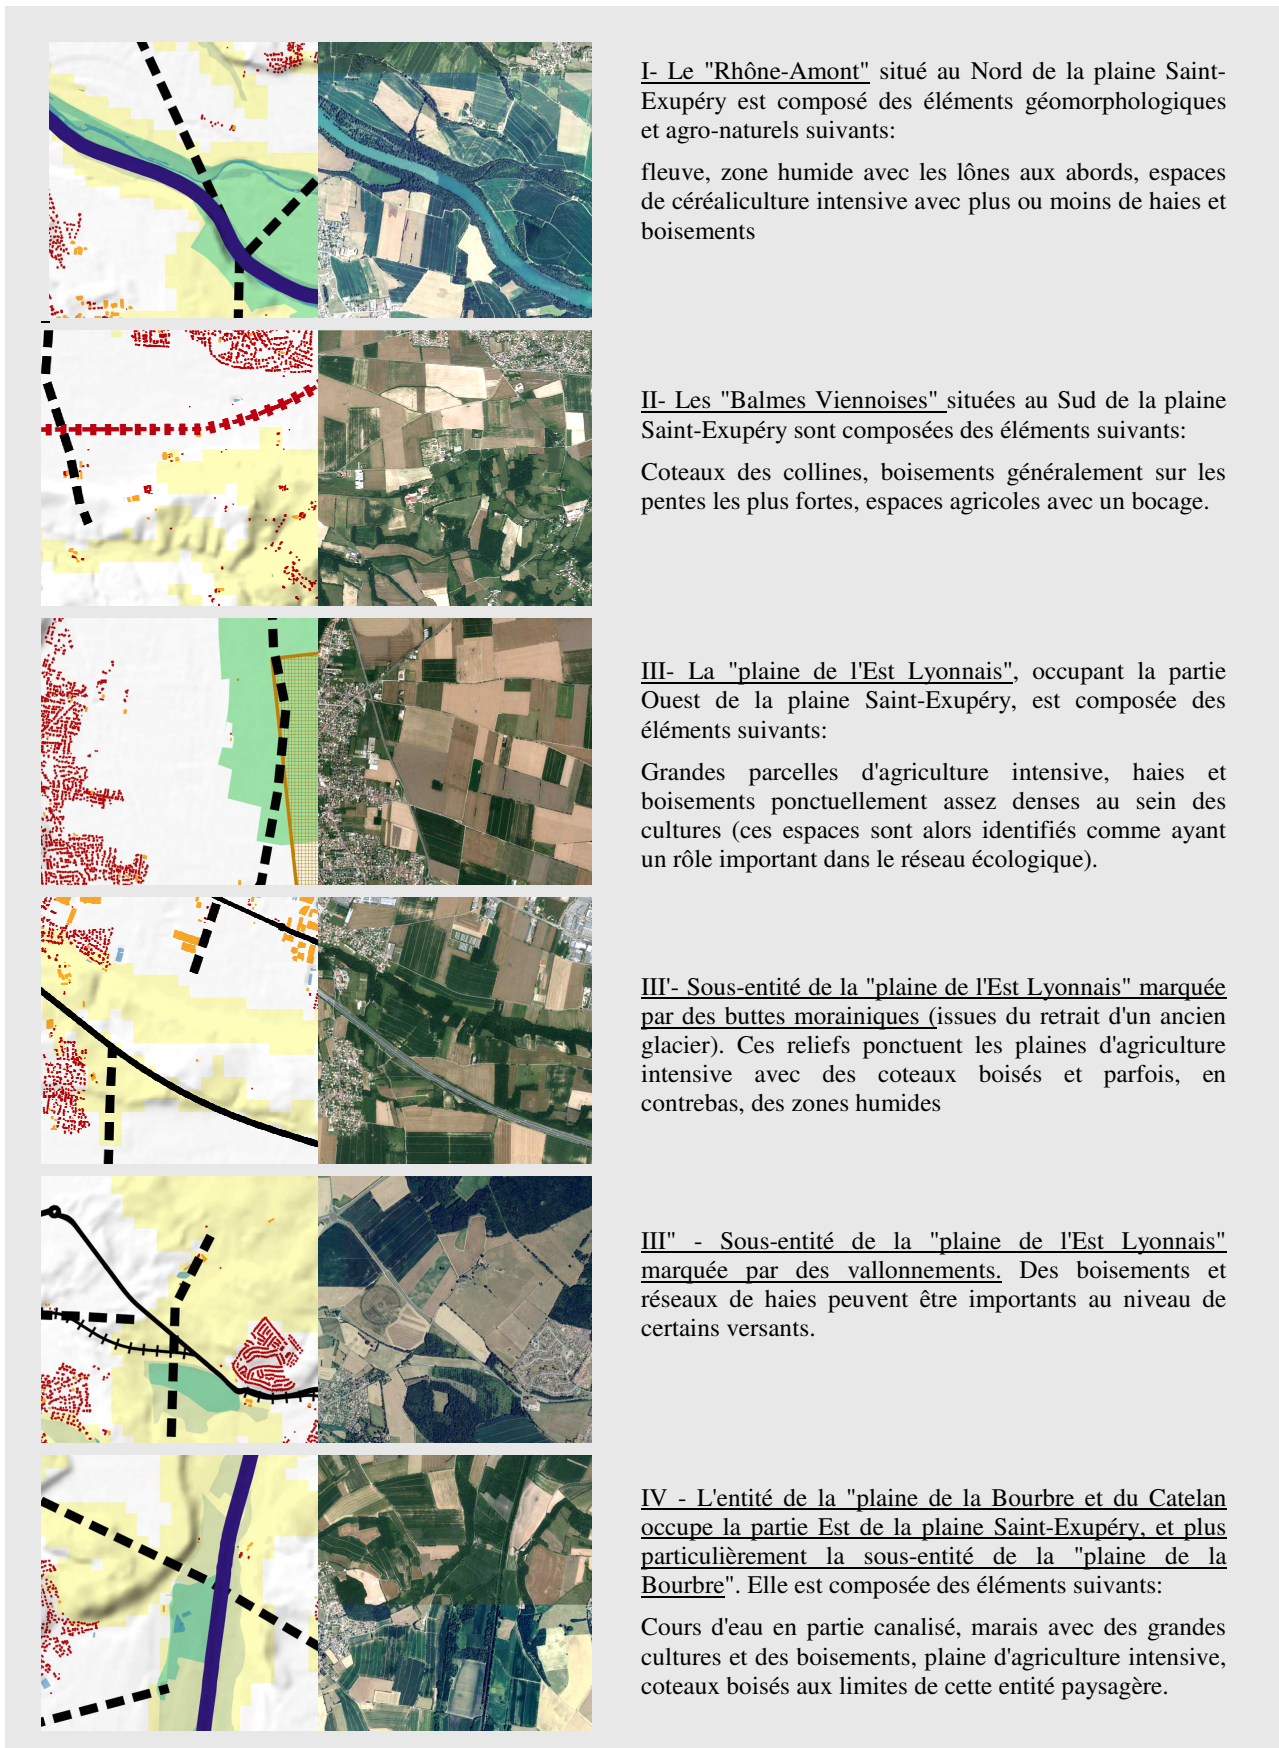 I- Le "Rhône-Amont" situé au Nord de la plaine Saint-
Exupéry est composé des éléments géomorphologiques
et agro-naturels suivants:
fleuve, zone humide avec les lônes aux abords, espaces
de céréaliculture intensive avec plus ou moins de haies et
boisements
II- Les "Balmes Viennoises" situées au Sud de la plaine
Saint-Exupéry sont composées des éléments suivants:
Coteaux des collines, boisements généralement sur les
pentes les plus fortes, espaces agricoles avec un bocage.
III- La "plaine de l'Est Lyonnais", occupant la partie
Ouest de la plaine Saint-Exupéry, est composée des
éléments suivants:
Grandes parcelles d'agriculture intensive, haies et
boisements ponctuellement assez denses au sein des
cultures (ces espaces sont alors identifiés comme ayant
un rôle important dans le réseau écologique).
III'- Sous-entité de la "plaine de l'Est Lyonnais" marquée
par des buttes morainiques (issues du retrait d'un ancien
glacier). Ces reliefs ponctuent les plaines d'agriculture
intensive avec des coteaux boisés et parfois, en
contrebas, des zones humides
III" - Sous-entité de la "plaine de l'Est Lyonnais"
marquée par des vallonnements. Des boisements et
réseaux de haies peuvent être importants au niveau de
certains versants.
IV - L'entité de la "plaine de la Bourbre et du Catelan
occupe la partie Est de la plaine Saint-Exupéry, et plus
particulièrement la sous-entité de la "plaine de la
Bourbre". Elle est composée des éléments suivants:
Cours d'eau en partie canalisé, marais avec des grandes
cultures et des boisements, plaine d'agriculture intensive,
coteaux boisés aux limites de cette entité paysagère.